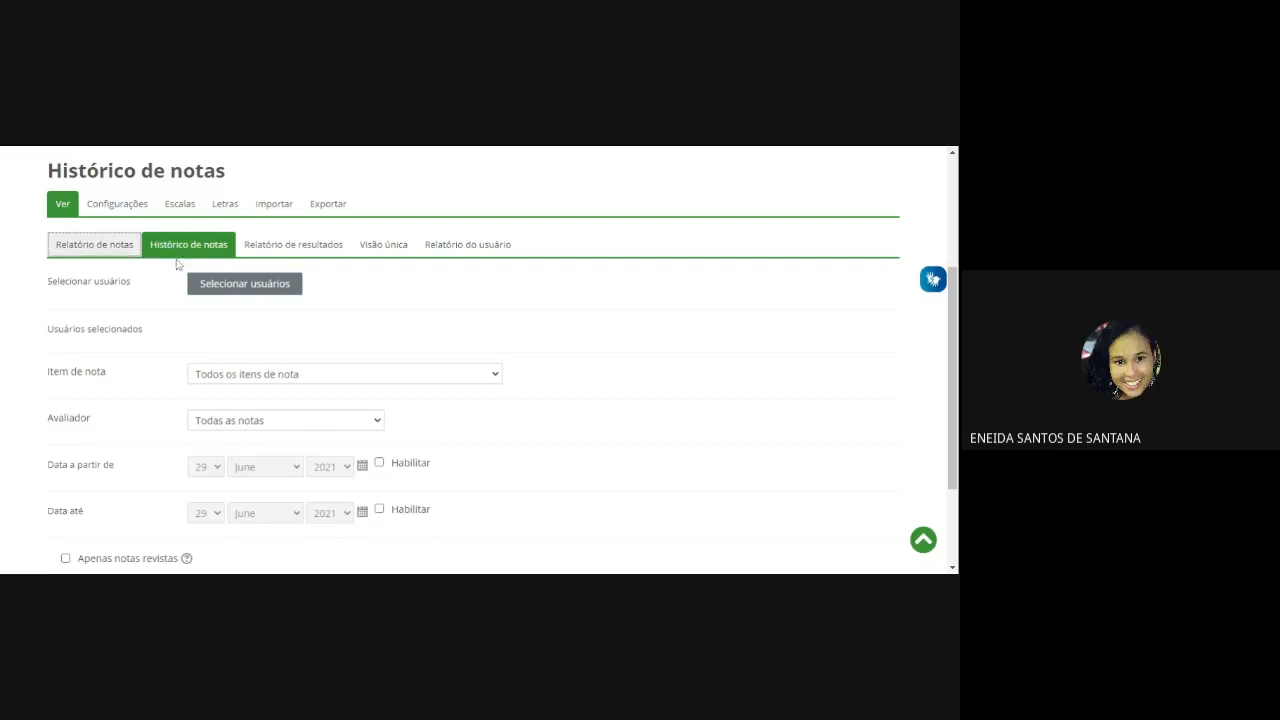 Histórico de notas
Ver Configurações Escalas Letras Importar Exportar
Relatório de notas Histórico de notas Relatório de resultados Visão única Relatório do usuário
Selecionar usuários Selecionar usuários
Usuários selecionados
Item de nota Todos os itens de nota
Avaliador Todas as notas
Data a partir de 29 June 2021 Habilitar
Data até 29 June 2021 Habilitar
Apenas notas revistas
ENEIDA SANTOS DE SANTANA